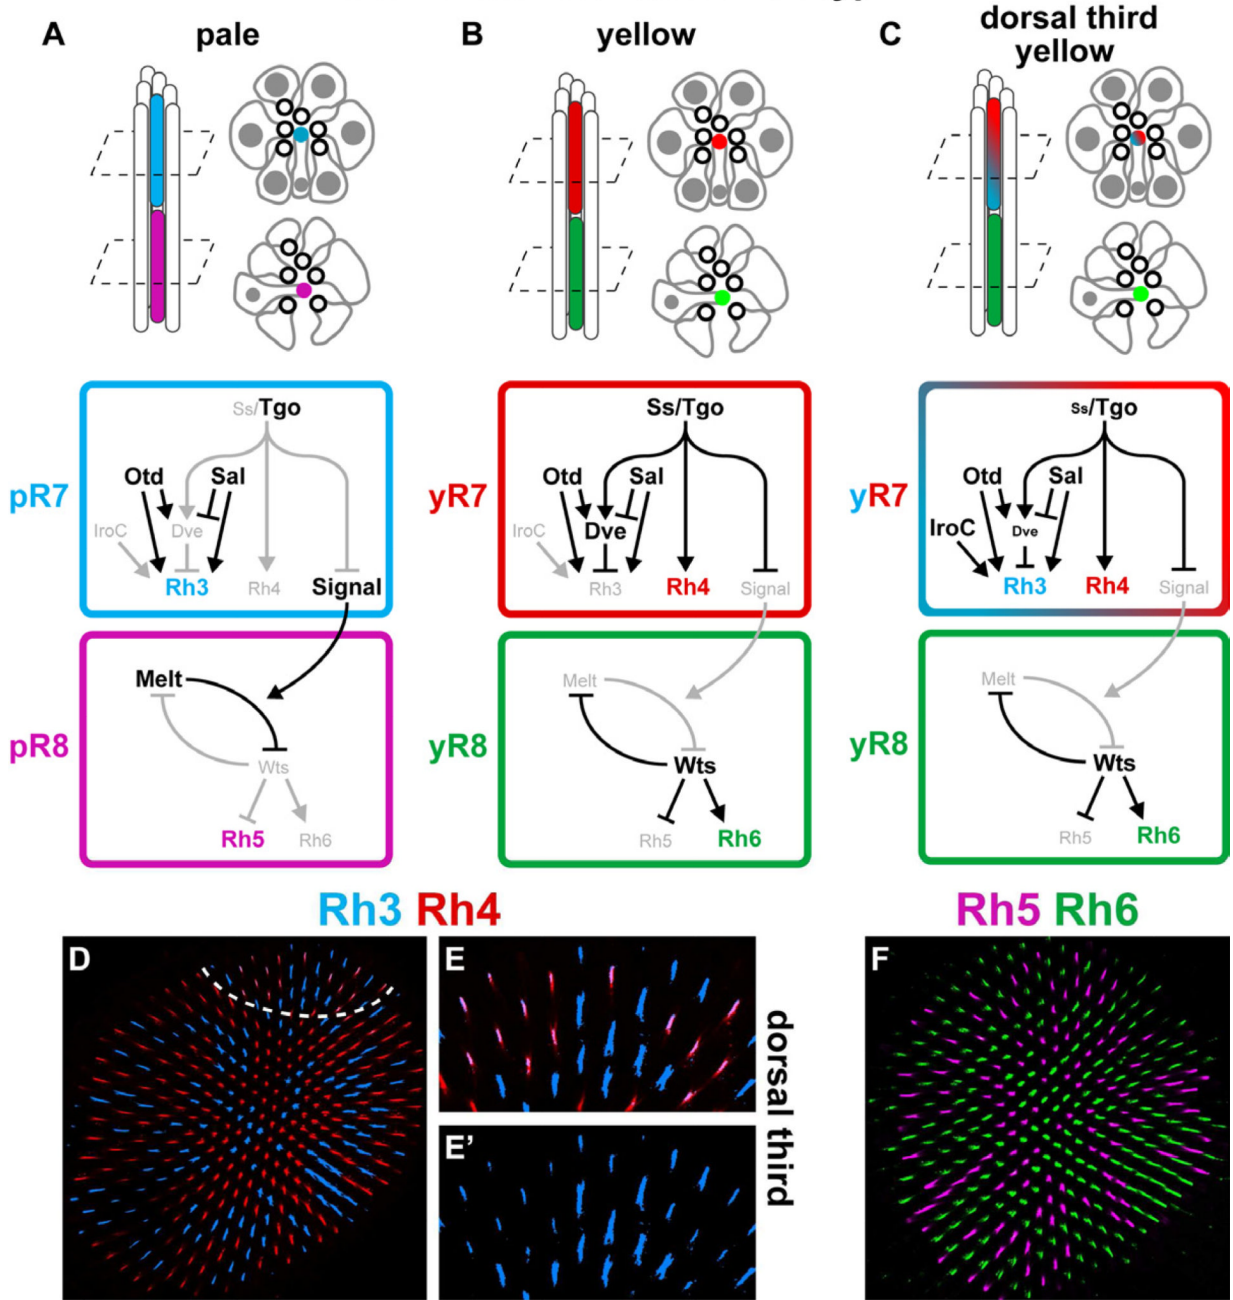 A pale
B yellow
C dorsal third
yellow
pR7
Ss/Tgo
Otd Sal
IroC Dve
Rh3 Rh4 Signal
yR7
Ss/Tgo
Otd Sal
IroC Dve
Rh3 Rh4 Signal
yR7
Ss/Tgo
Otd Sal
IroC Dve
Rh3 Rh4 Signal
pR8
Melt
Wts
Rh5 Rh6
yR8
Melt
Wts
Rh5 Rh6
yR8
Melt
Wts
Rh5 Rh6
Rh3 Rh4
Rh5 Rh6
D
E
E’
dorsal third
F